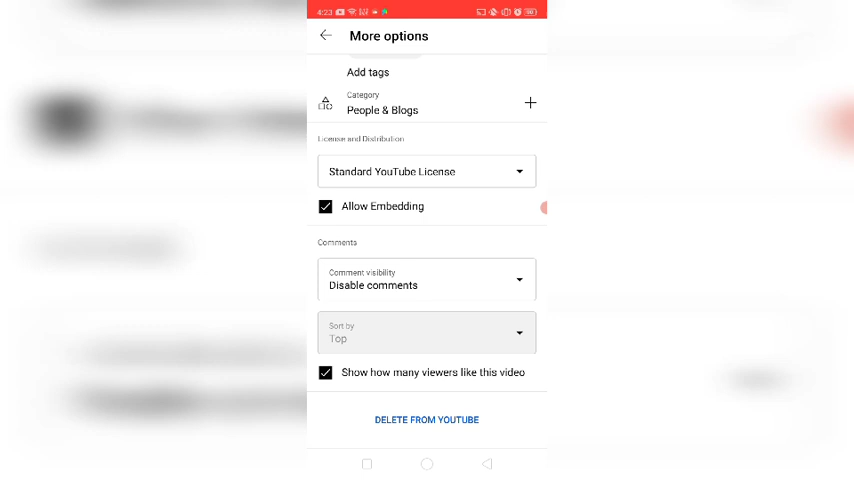 4:23
More options
Add tags
Category
People & Blogs
License and Distribution
Standard YouTube License
Allow Embedding
Comments
Comment visibility
Disable comments
Sort by
Top
Show how many viewers like this video
DELETE FROM YOUTUBE